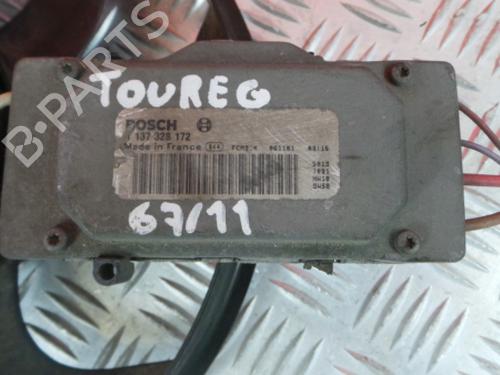 B-PARTS
TOUREG
BOSCH
1 137 328 172
Made in France
67/11